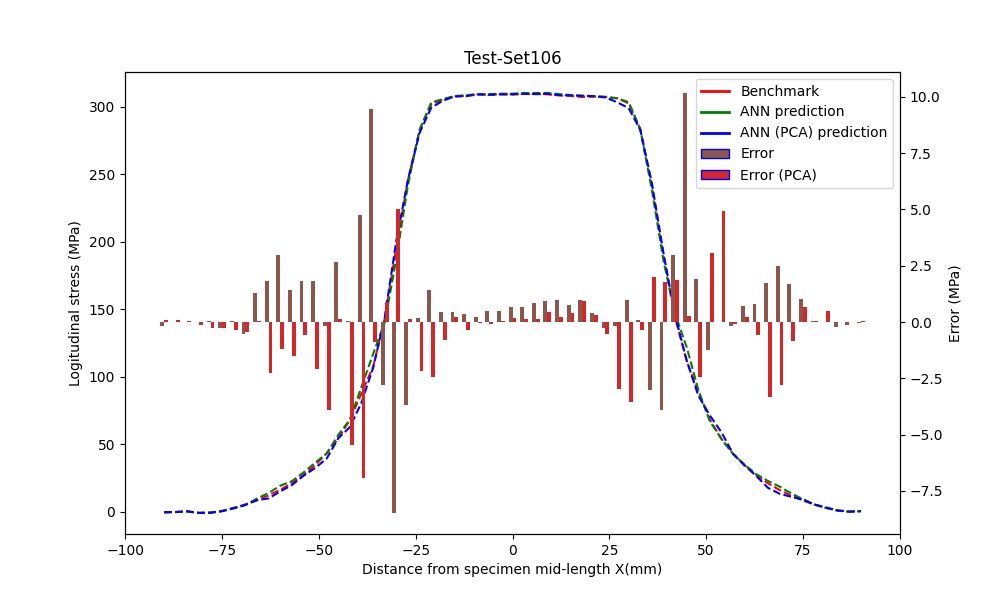 Test-Set106
Benchmark
ANN prediction
ANN (PCA) prediction
Error
Error (PCA)
300
250
200
150
100
50
0
Logitudinal stress (MPa)
10.0
7.5
5.0
2.5
0.0
−2.5
−5.0
−7.5
Error (MPa)
−100
−75
−50
−25
0
25
50
75
100
Distance from specimen mid-length X(mm)